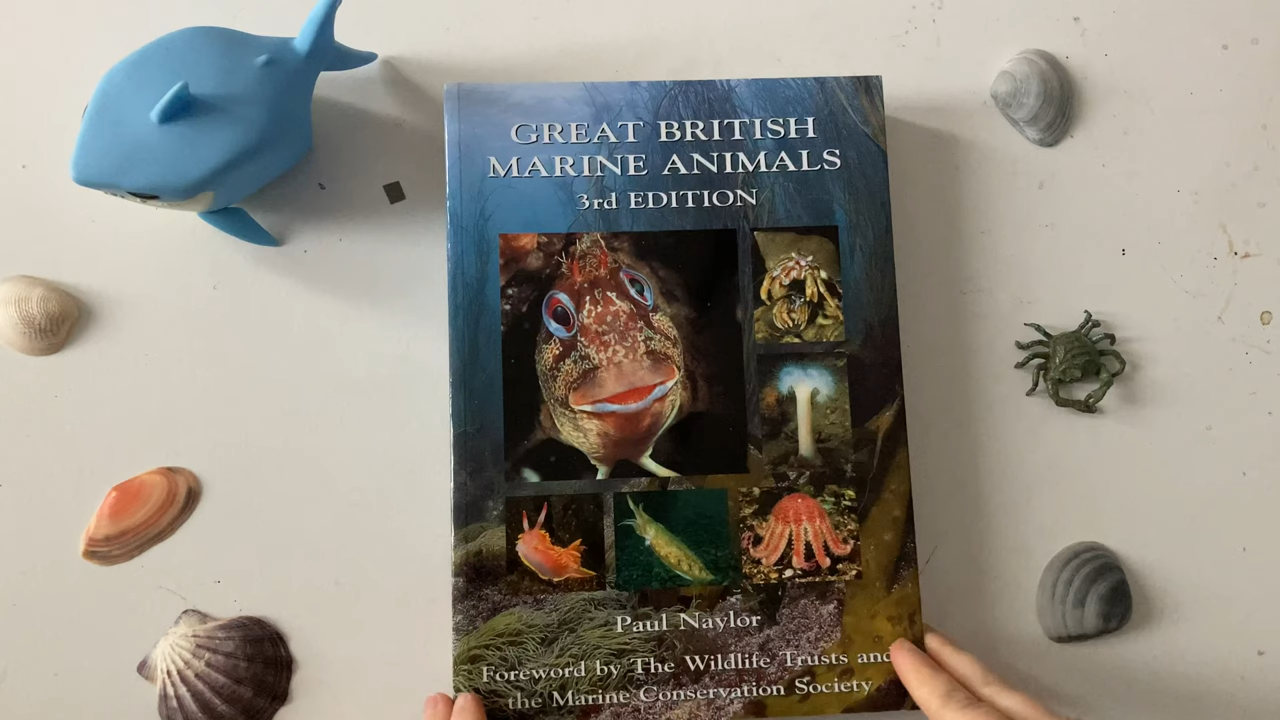 GREAT BRITISH
MARINE ANIMALS
3rd EDITION
Paul Naylor
Foreword by The Wildlife Trusts and
the Marine Conservation Society